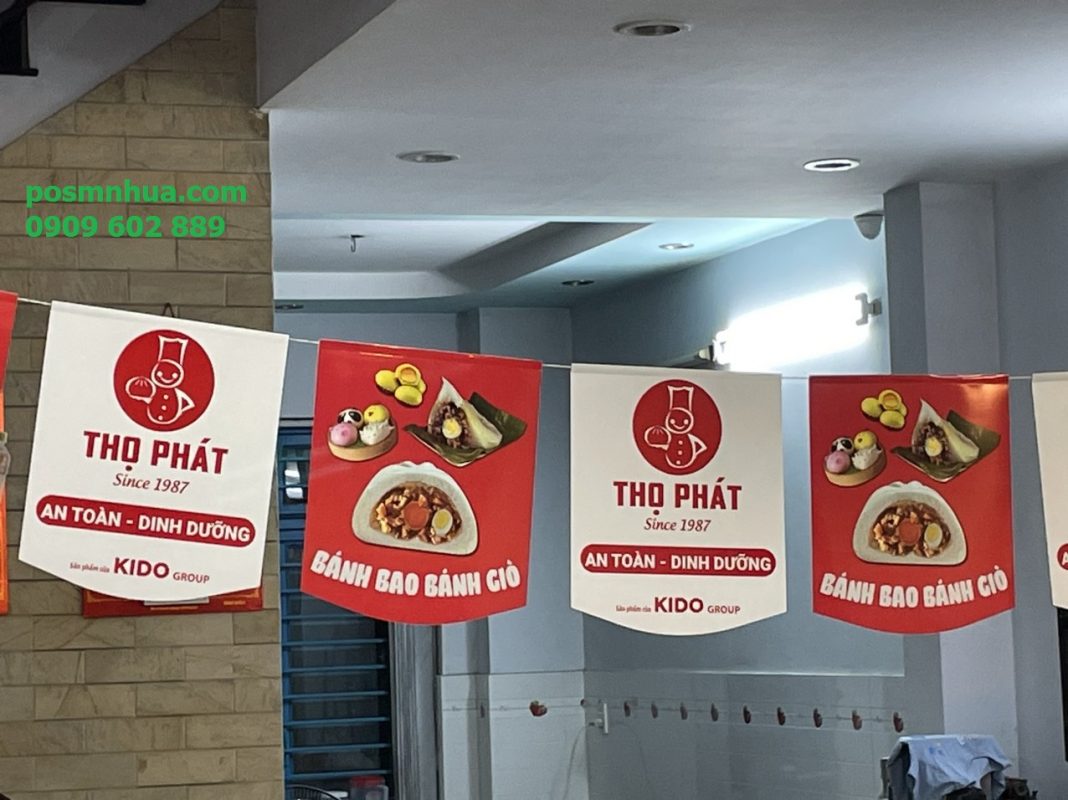 posmnhua.com
0909 602 889
THỌ PHÁT
Since 1987
AN TOÀN - DINH DƯỠNG
Sản phẩm của KIDO GROUP
BÁNH BAO BÁNH GIÒ
THỌ PHÁT
Since 1987
AN TOÀN - DINH DƯỠNG
Sản phẩm của KIDO GROUP
BÁNH BAO BÁNH GIÒ